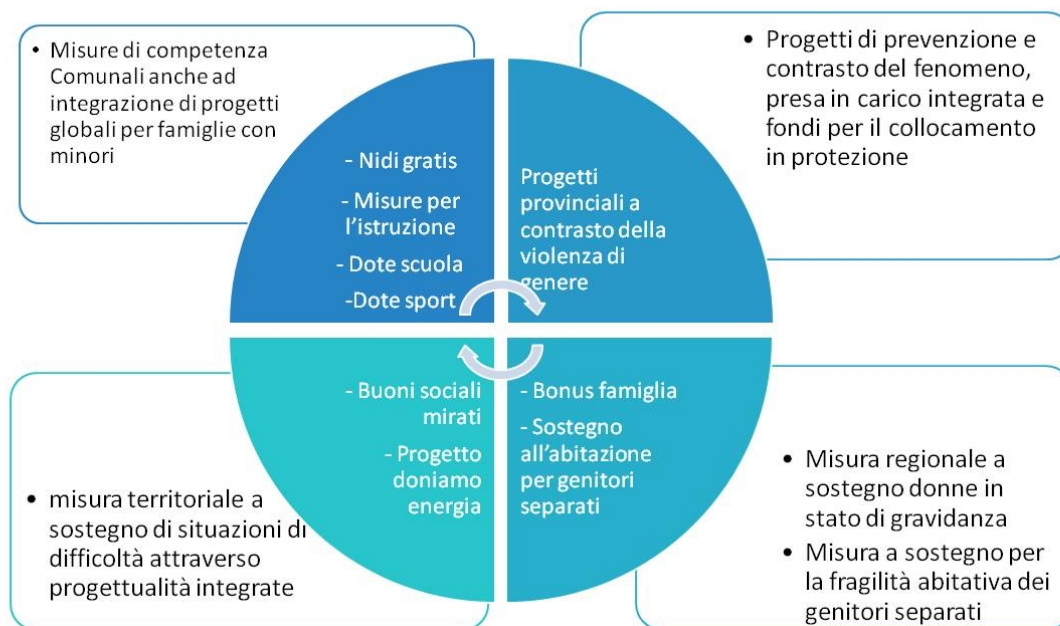 • Misure di competenza
Comunali anche ad
integrazione di progetti
globali per famiglie con
minori
- Nidi gratis
- Misure per
l'istruzione
- Dote scuola
-Dote sport
Progetti
provinciali a
contrasto della
violenza di
genere
• Progetti di prevenzione e
contrasto del fenomeno,
presa in carico integrata e
fondi per il collocamento
in protezione
• misura territoriale a
sostegno di situazioni di
difficoltà attraverso
progettualità integrate
- Buoni sociali
mirati
- Progetto
doniamo
energia
- Bonus famiglia
- Sostegno
all'abitazione
per genitori
separati
• Misura regionale a
sostegno donne in
stato di gravidanza
• Misura a sostegno per
la fragilità abitativa dei
genitori separati